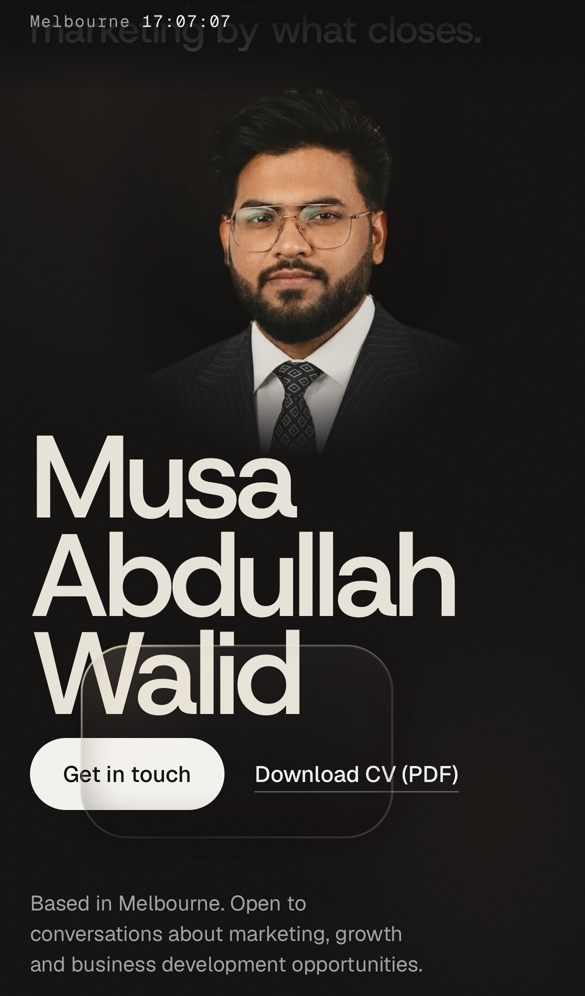 Melbourne 17:07:07
marketing by what closes.
Musa
Abdullah
Walid
Get in touch
Download CV (PDF)
Based in Melbourne. Open to
conversations about marketing, growth
and business development opportunities.